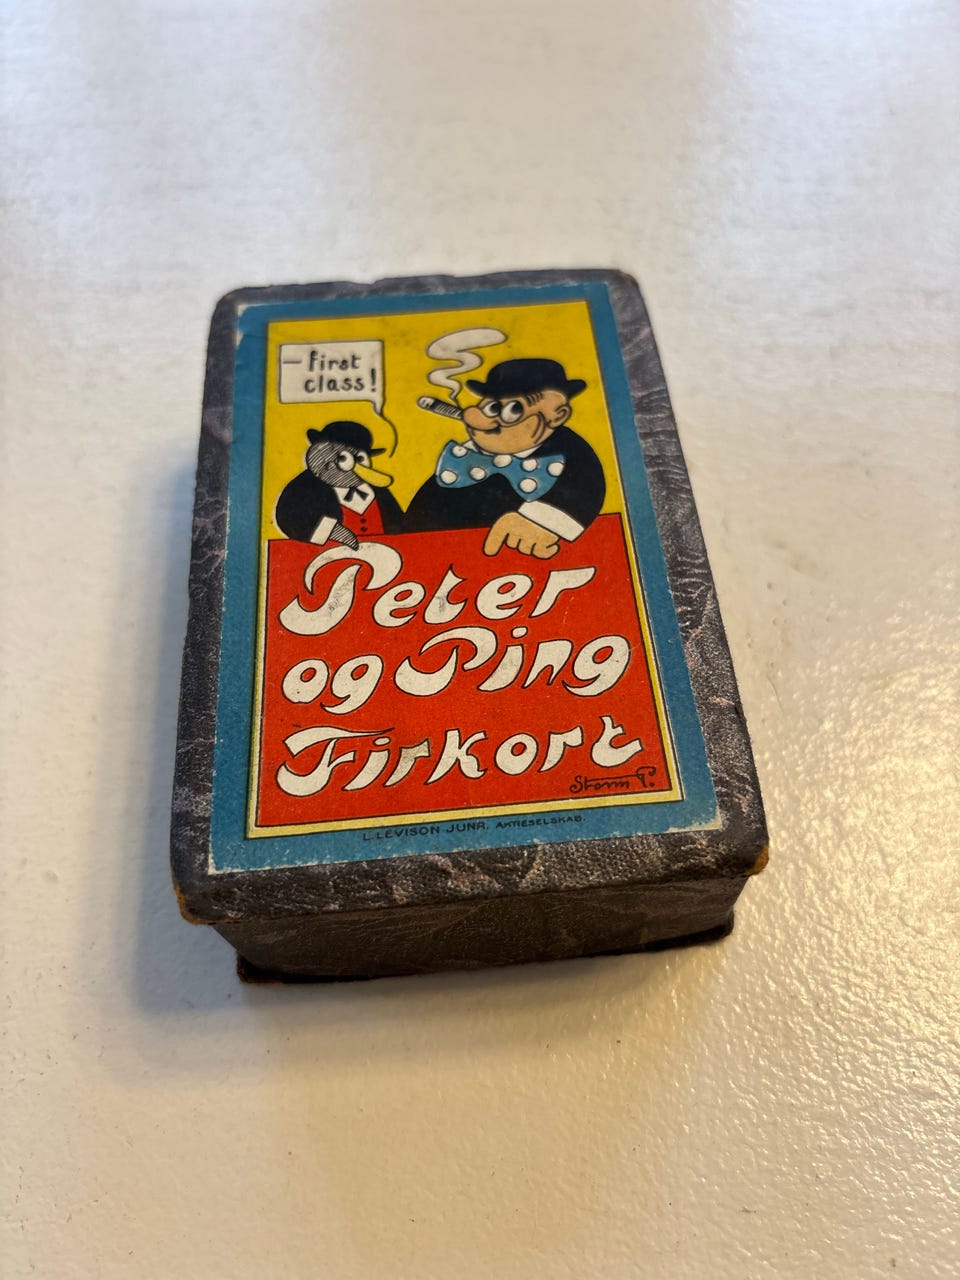 – first
class!
Peter
og Ping
Firkort
Storm P.
L. LEVISON JUNR. AKTIESELSKAB.